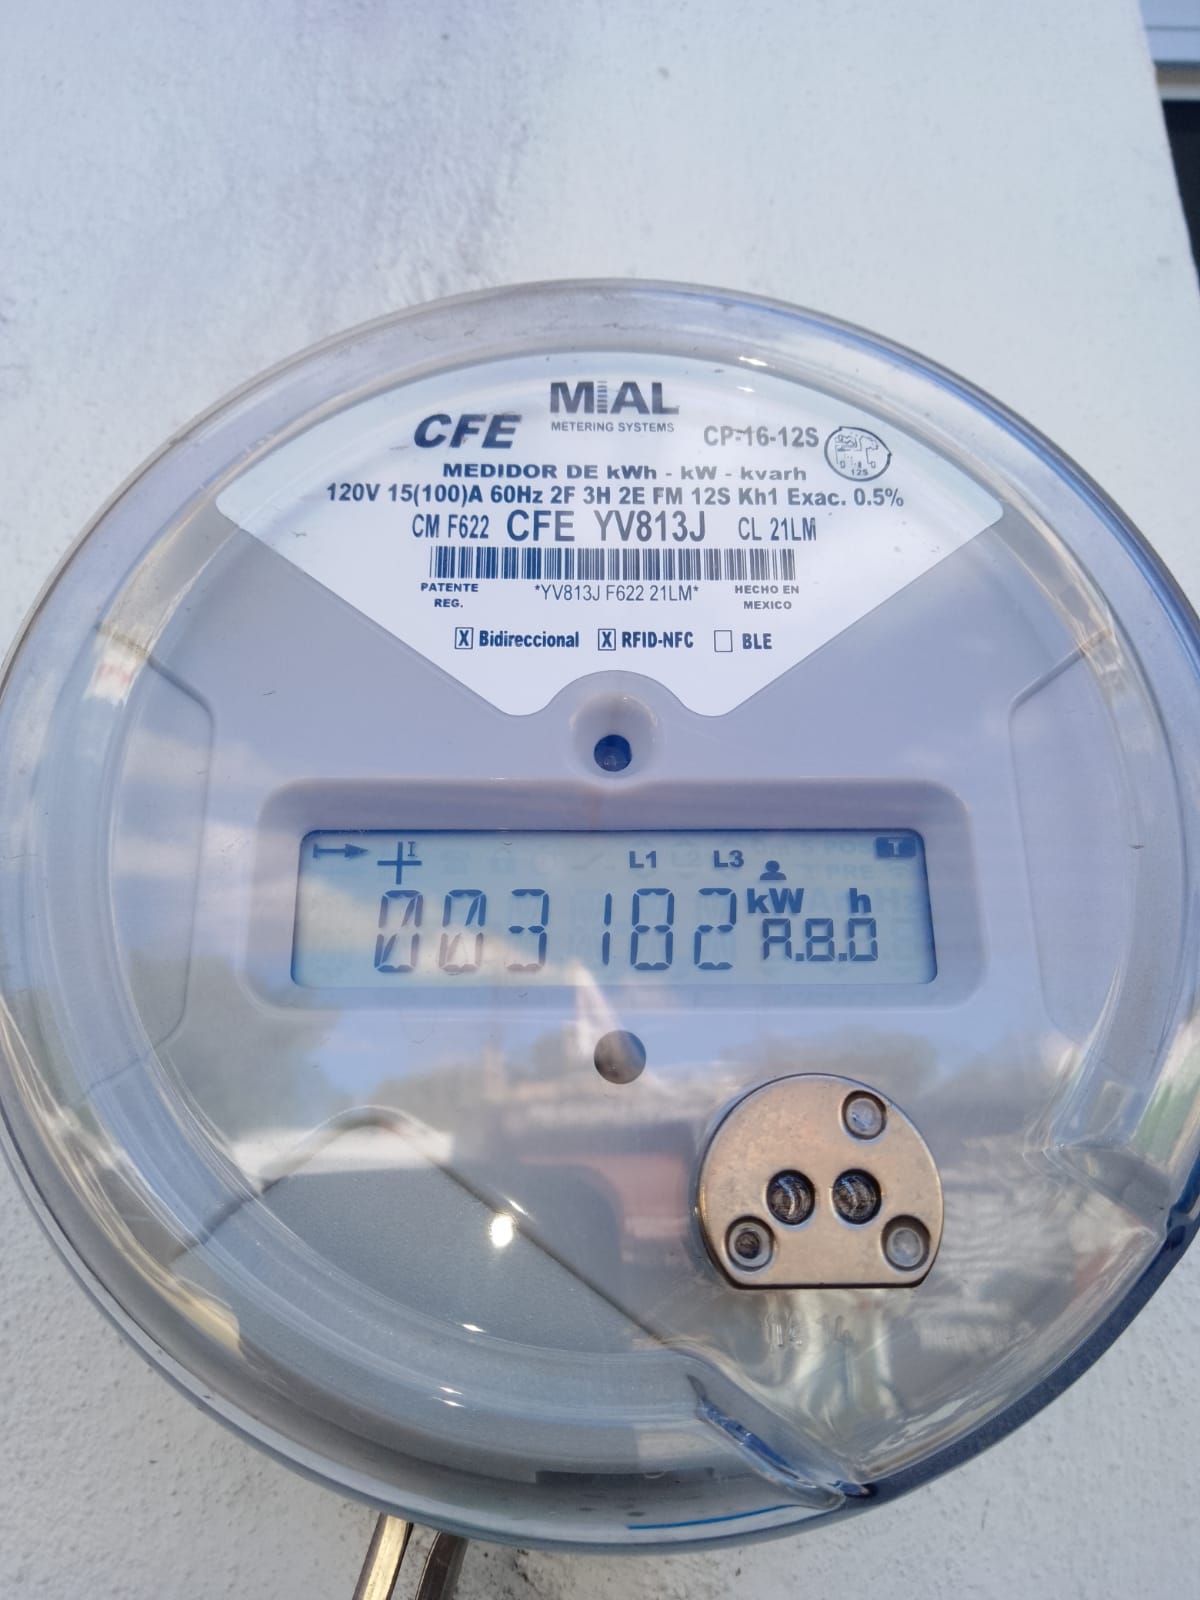 MIAL
METERING SYSTEMS
CFE
CP-16-12S
12S
MEDIDOR DE kWh - kW - kvarh
120V 15(100)A 60Hz 2F 3H 2E FM 12S Kh1 Exac. 0.5%
CM F622 CFE YV813J CL 21LM
PATENTE REG.
*YV813J F622 21LM*
HECHO EN MEXICO
X Bidireccional X RFID-NFC BLE
I L1 L3 T
003182 kW h
A.8.0